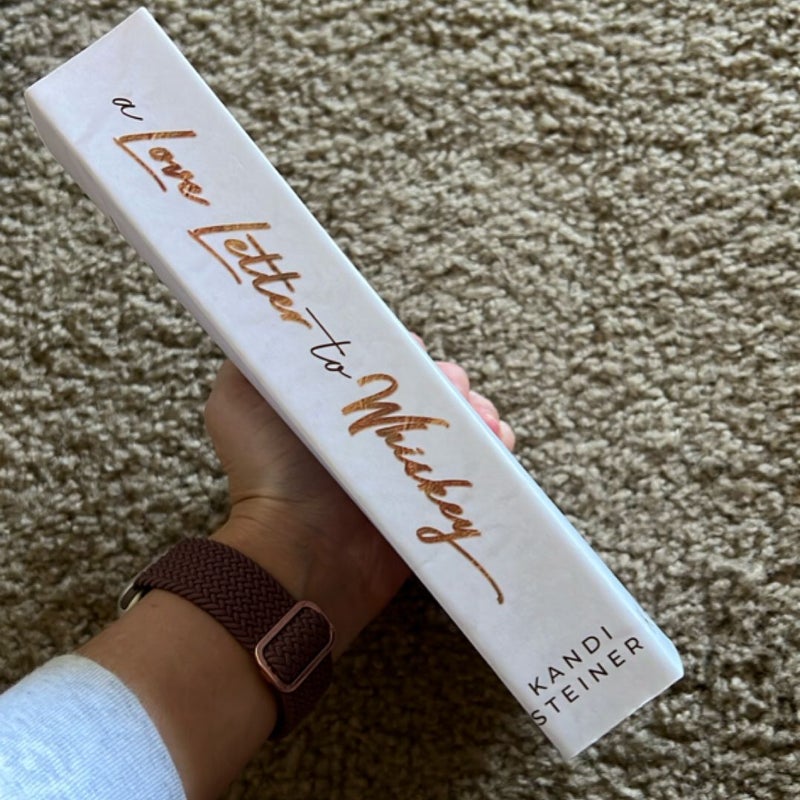 a Love Letter to Whiskey
KANDI
STEINER